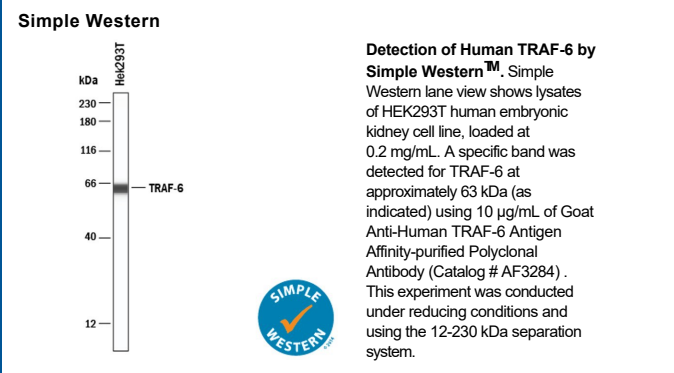 Simple Western
Hek293T
kDa
230
180
116
66
TRAF-6
40
12
SIMPLE
WESTERN
©2014
Detection of Human TRAF-6 by
Simple Western™. Simple
Western lane view shows lysates
of HEK293T human embryonic
kidney cell line, loaded at
0.2 mg/mL. A specific band was
detected for TRAF-6 at
approximately 63 kDa (as
indicated) using 10 µg/mL of Goat
Anti-Human TRAF-6 Antigen
Affinity-purified Polyclonal
Antibody (Catalog # AF3284) .
This experiment was conducted
under reducing conditions and
using the 12-230 kDa separation
system.